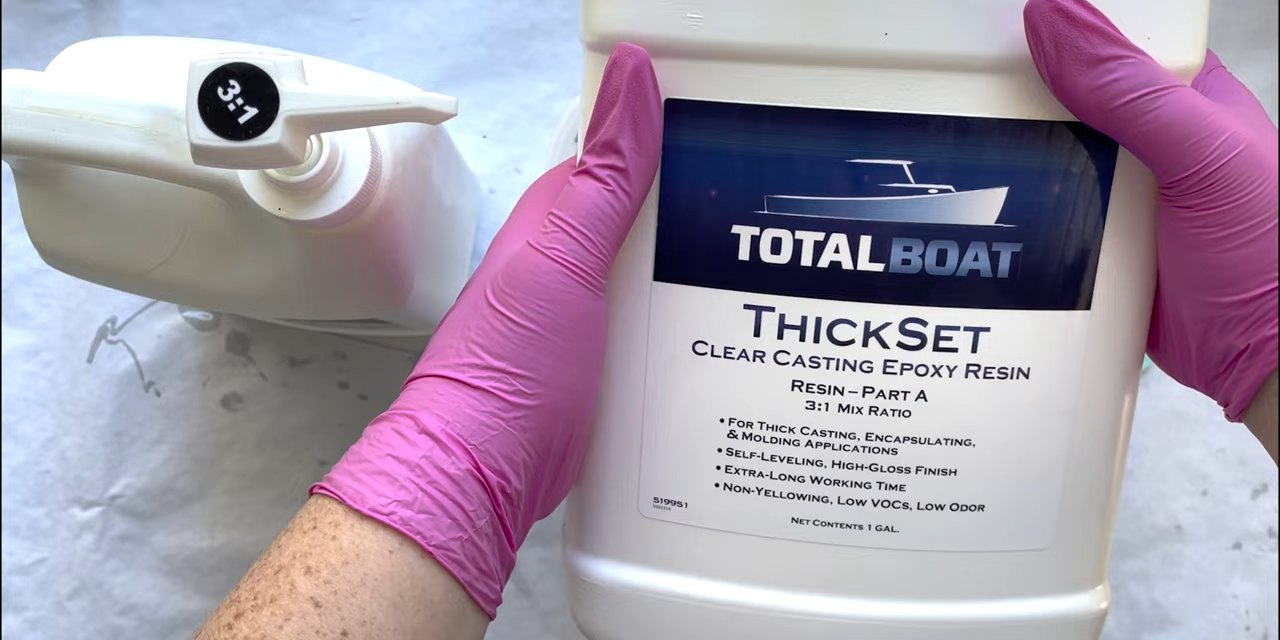 3:1
TOTALBOAT
THICKSET
CLEAR CASTING EPOXY RESIN
RESIN–PART A
3:1 MIX RATIO
• FOR THICK CASTING, ENCAPSULATING,
& MOLDING APPLICATIONS
• SELF-LEVELING, HIGH-GLOSS FINISH
• EXTRA-LONG WORKING TIME
• NON-YELLOWING, LOW VOCS, LOW ODOR
519951
NET CONTENTS 1 GAL.